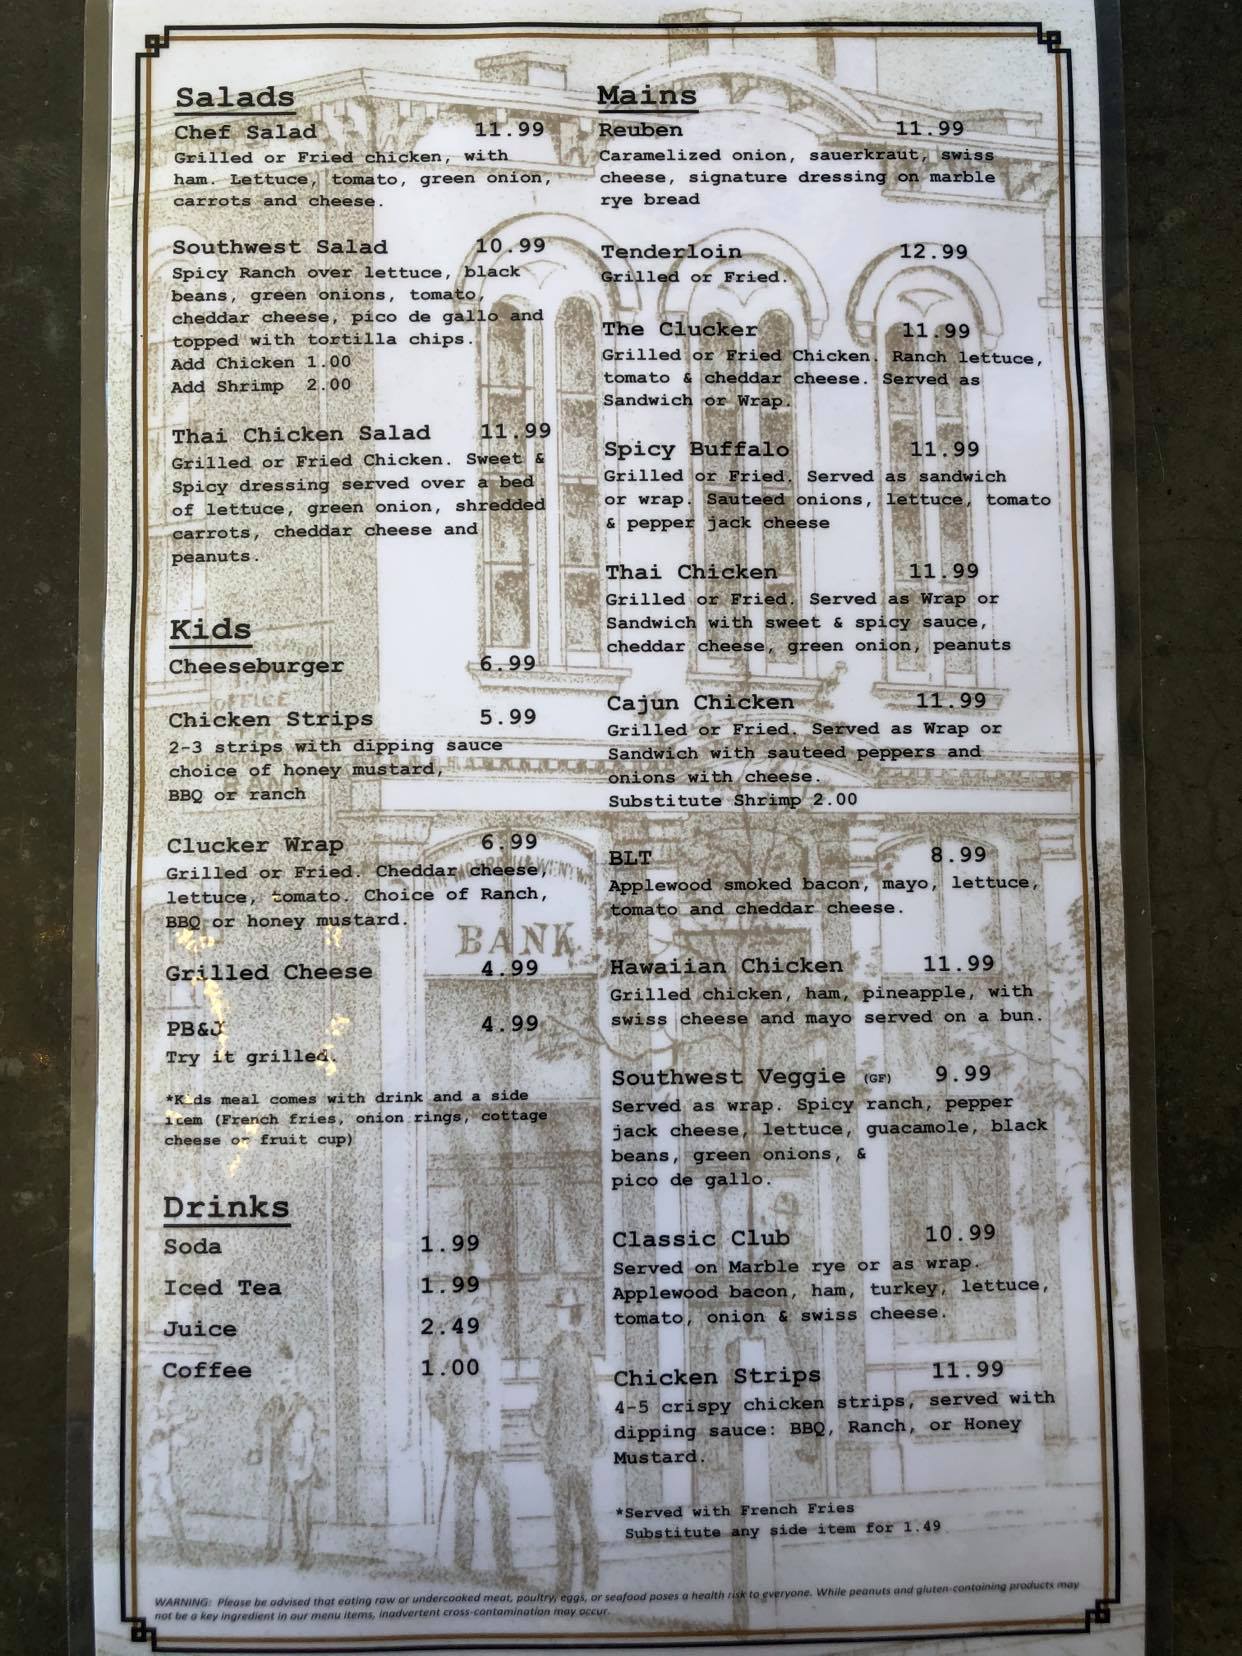 Salads
Chef Salad 11.99
Grilled or Fried chicken, with
ham. Lettuce, tomato, green onion,
carrots and cheese.
Southwest Salad 10.99
Spicy Ranch over lettuce, black
beans, green onions, tomato,
cheddar cheese, pico de gallo and
topped with tortilla chips.
Add Chicken 1.00
Add Shrimp 2.00
Thai Chicken Salad 11.99
Grilled or Fried Chicken. Sweet &
Spicy dressing served over a bed
of lettuce, green onion, shredded
carrots, cheddar cheese and
peanuts.
Kids
Cheeseburger 6.99
Chicken Strips 5.99
2-3 strips with dipping sauce
choice of honey mustard,
BBQ or ranch
Clucker Wrap 6.99
Grilled or Fried. Cheddar cheese,
lettuce, tomato. Choice of Ranch,
BBQ or honey mustard.
Grilled Cheese 4.99
PB&J 4.99
Try it grilled.
*Kids meal comes with drink and a side
item (French fries, onion rings, cottage
cheese or fruit cup)
Drinks
Soda 1.99
Iced Tea 1.99
Juice 2.49
Coffee 1.00
Mains
Reuben 11.99
Caramelized onion, sauerkraut, swiss
cheese, signature dressing on marble
rye bread
Tenderloin 12.99
Grilled or Fried.
The Clucker 11.99
Grilled or Fried Chicken. Ranch lettuce,
tomato & cheddar cheese. Served as
Sandwich or Wrap.
Spicy Buffalo 11.99
Grilled or Fried. Served as sandwich
or wrap. Sauteed onions, lettuce, tomato
& pepper jack cheese
Thai Chicken 11.99
Grilled or Fried. Served as Wrap or
Sandwich with sweet & spicy sauce,
cheddar cheese, green onion, peanuts
Cajun Chicken 11.99
Grilled or Fried. Served as Wrap or
Sandwich with sauteed peppers and
onions with cheese.
Substitute Shrimp 2.00
BLT 8.99
Applewood smoked bacon, mayo, lettuce,
tomato and cheddar cheese.
Hawaiian Chicken 11.99
Grilled chicken, ham, pineapple, with
swiss cheese and mayo served on a bun.
Southwest Veggie (GF) 9.99
Served as wrap. Spicy ranch, pepper
jack cheese, lettuce, guacamole, black
beans, green onions, &
pico de gallo.
Classic Club 10.99
Served on Marble rye or as wrap.
Applewood bacon, ham, turkey, lettuce,
tomato, onion & swiss cheese.
Chicken Strips 11.99
4-5 crispy chicken strips, served with
dipping sauce: BBQ, Ranch, or Honey
Mustard.
*Served with French Fries
Substitute any side item for 1.49
OFFICE
BANK
WARNING: Please be advised that eating raw or undercooked meat, poultry, eggs, or seafood poses a health risk to everyone. While peanuts and gluten-containing products may
not be a key ingredient in our menu items, inadvertent cross-contamination may occur.